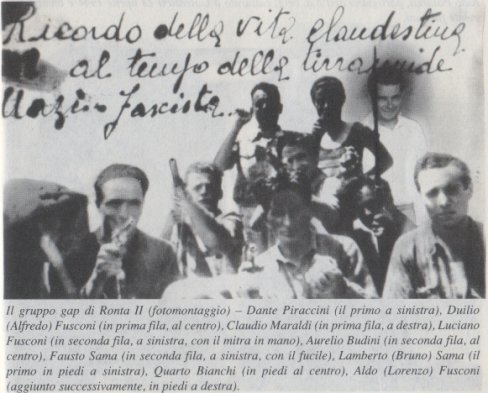 Ricordo della vita clandestina
al tempo della tirrannide
Nazi-Fascista
Il gruppo gap di Ronta II (fotomontaggio) – Dante Piraccini (il primo a sinistra), Duilio
(Alfredo) Fusconi (in prima fila, al centro), Claudio Maraldi (in prima fila, a destra), Luciano
Fusconi (in seconda fila, a sinistra, con il mitra in mano), Aurelio Budini (in seconda fila, al
centro), Fausto Sama (in seconda fila, a sinistra, con il fucile), Lamberto (Bruno) Sama (il
primo in piedi a sinistra), Quarto Bianchi (in piedi al centro), Aldo (Lorenzo) Fusconi
(aggiunto successivamente, in piedi a destra).